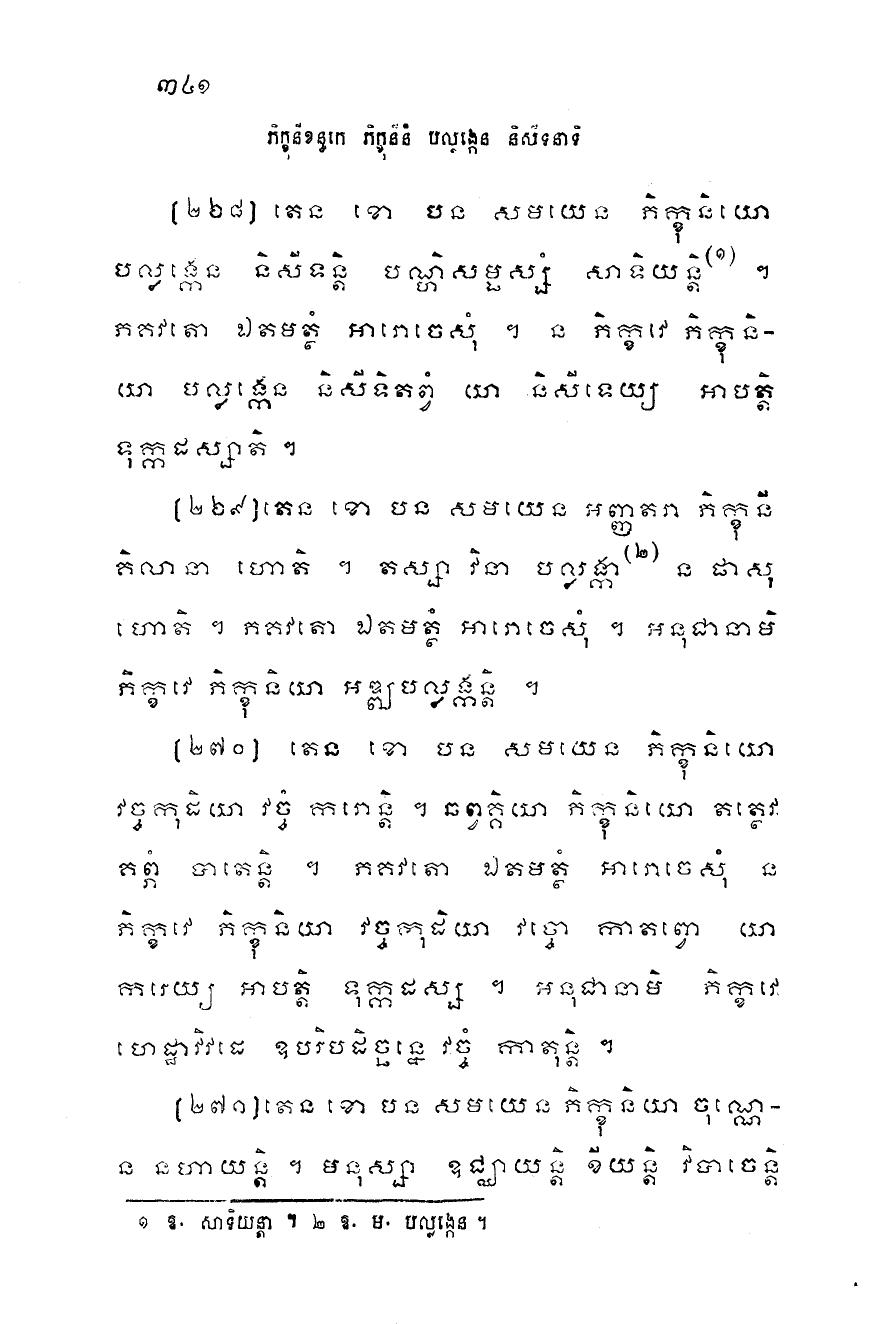 ៣៤១
ភិក្ខុនីខន្ធកេ ភិក្ខុនីនំ បល្លង្កេន និសីទនាទិ
[២៦៨] តេន ខោ បន សមយេន ភិក្ខុនិយោ
បល្លង្កេន និសីទន្តិ បណ្ហិសម្ផស្សំ សាទិយន្តិ(១) ។
ភគវតោ ឯតមត្ថំ អារោចេសុំ ។ ន ភិក្ខវេ ភិក្ខុនិ-
យា បល្លង្កេន និសីទិតព្វំ យា និសីទេយ្យ អាបត្តិ
ទុក្កដស្សាតិ ។
[២៦៩]តេន ខោ បន សមយេន អញ្ញតរា ភិក្ខុនី
គិលានា ហោតិ ។ តស្សា វិនា បល្លង្កា(២) ន ផាសុ
ហោតិ ។ ភគវតោ ឯតមត្ថំ អារោចេសុំ ។ អនុជានាមិ
ភិក្ខវេ ភិក្ខុនិយា អឌ្ឍបល្លង្កន្តិ ។
[២៧០] តេន ខោ បន សមយេន ភិក្ខុនិយោ
វច្ចកុដិយា វច្ចំ ករោន្តិ ។ ឆព្វគ្គិយា ភិក្ខុនិយោ តត្ថេវ
គព្ភំ បាតេន្តិ ។ ភគវតោ ឯតមត្ថំ អារោចេសុំ ន
ភិក្ខវេ ភិក្ខុនិយា វច្ចកុដិយា វច្ចោ កាតព្វោ យា
ករេយ្យ អាបត្តិ ទុក្កដស្ស ។ អនុជានាមិ ភិក្ខវេ
ហេដ្ឋាវិវដេ ឧបរិបដិច្ឆន្នេ វច្ចំ កាតុន្តិ ។
[២៧១]តេន ខោ បន សមយេន ភិក្ខុនិយា ចុណ្ណេ-
ន នហាយន្តិ ។ មនុស្សា ឧជ្ឈាយន្តិ ខីយន្តិ វិបាចេន្តិ
១ ឱ. សាទិយន្តា ។ ២ ឱ. ម. បល្លង្កេន ។